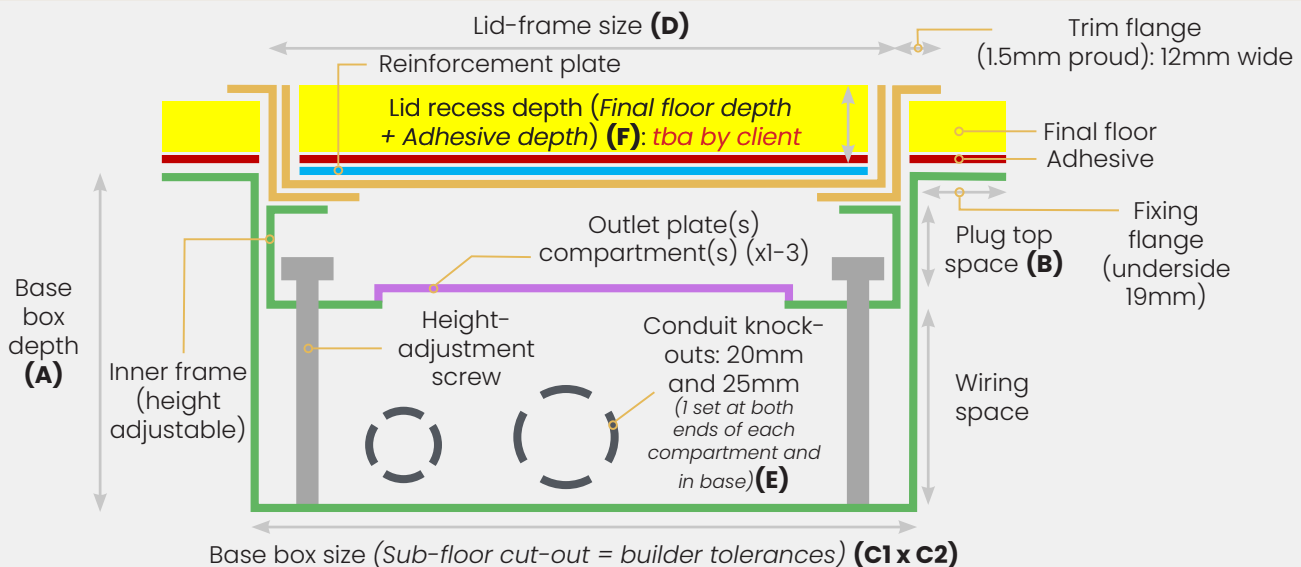 Lid-frame size (D)
Trim flange
(1.5mm proud): 12mm wide
Reinforcement plate
Lid recess depth (Final floor depth
+ Adhesive depth) (F): tba by client
Final floor
Adhesive
Outlet plate(s)
compartment(s) (x1-3)
Plug top
space (B)
Fixing
flange
(underside
19mm)
Base
box
depth
(A)
Inner frame
(height
adjustable)
Height-
adjustment
screw
Conduit knock-
outs: 20mm
and 25mm
(1 set at both
ends of each
compartment and
in base) (E)
Wiring
space
Base box size (Sub-floor cut-out = builder tolerances) (C1 x C2)